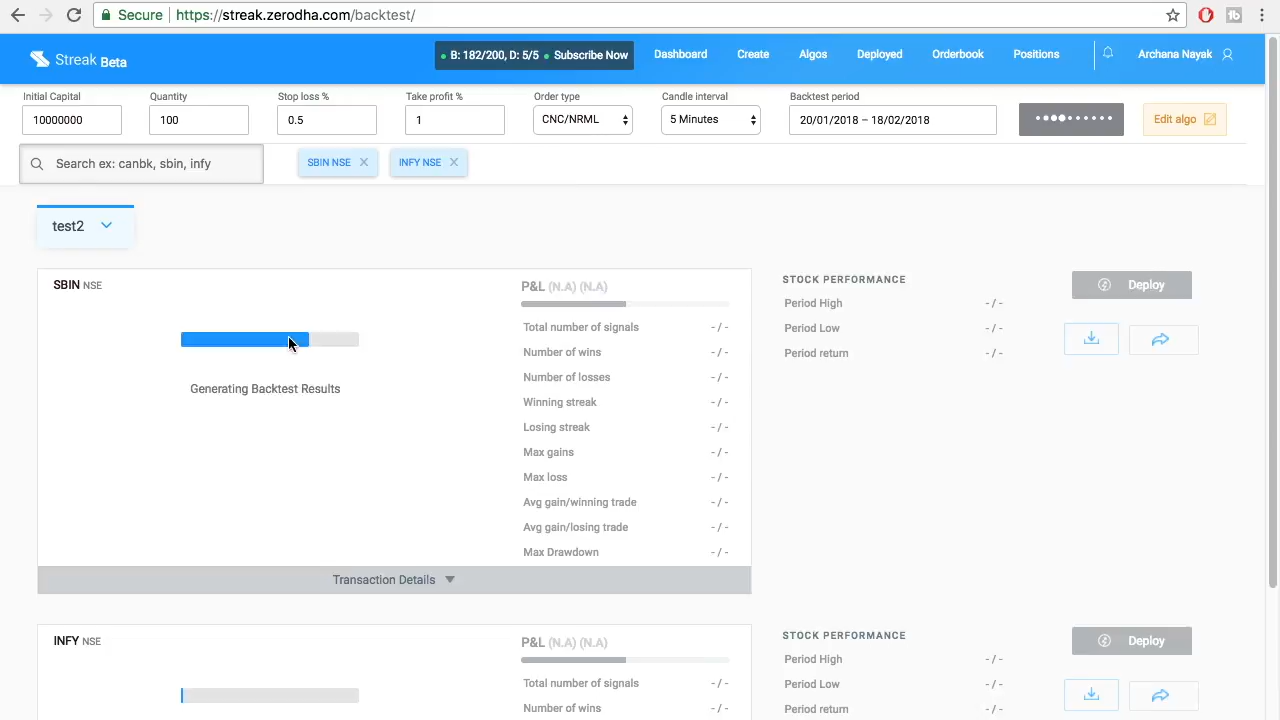 Secure
https://streak.zerodha.com/backtest/
Streak Beta
B: 182/200, D: 5/5 Subscribe Now
Dashboard
Create
Algos
Deployed
Orderbook
Positions
Archana Nayak
Initial Capital
Quantity
Stop loss %
Take profit %
Order type
Candle interval
Backtest period
10000000
100
0.5
1
CNC/NRML
5 Minutes
20/01/2018 – 18/02/2018
Edit algo
Search ex: canbk, sbin, infy
SBIN NSE
INFY NSE
test2
SBIN NSE
Generating Backtest Results
P&L (N.A) (N.A)
Total number of signals -/-
Number of wins -/-
Number of losses -/-
Winning streak -/-
Losing streak -/-
Max gains -/-
Max loss -/-
Avg gain/winning trade -/-
Avg gain/losing trade -/-
Max Drawdown -/-
Transaction Details
STOCK PERFORMANCE
Period High -/-
Period Low -/-
Period return -/-
Deploy
INFY NSE
P&L (N.A) (N.A)
Total number of signals -/-
Number of wins -/-
STOCK PERFORMANCE
Period High -/-
Period Low -/-
Period return -/-
Deploy